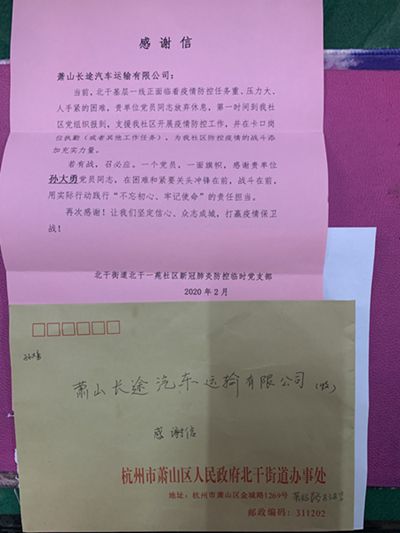 感谢信
萧山长途汽车运输有限公司：
当前，北干基层一线正面临着疫情防控任务重、压力大、
人手紧的困难，贵单位党员同志放弃休息，第一时间到我社
区党组织报到，支援我社区开展疫情防控工作，并在卡口岗
位执勤（或者其他工作任务），为我社区防控疫情的战斗添
加充实力量。
若有战，召必应。一个党员，一面旗帜，感谢贵单位
孙大勇党员同志，在困难和紧要关头冲锋在前，战斗在前，
用实际行动践行“不忘初心、牢记使命”的责任担当。
再次感谢！让我们坚定信心、众志成城，打赢疫情保卫
战！
北干街道北干一苑社区新冠肺炎防控临时党支部
2020年2月
萧山长途汽车运输有限公司（收）
感谢信
杭州市萧山区人民政府北干街道办事处
地址：杭州市萧山区金城路1269号
邮政编码：311202